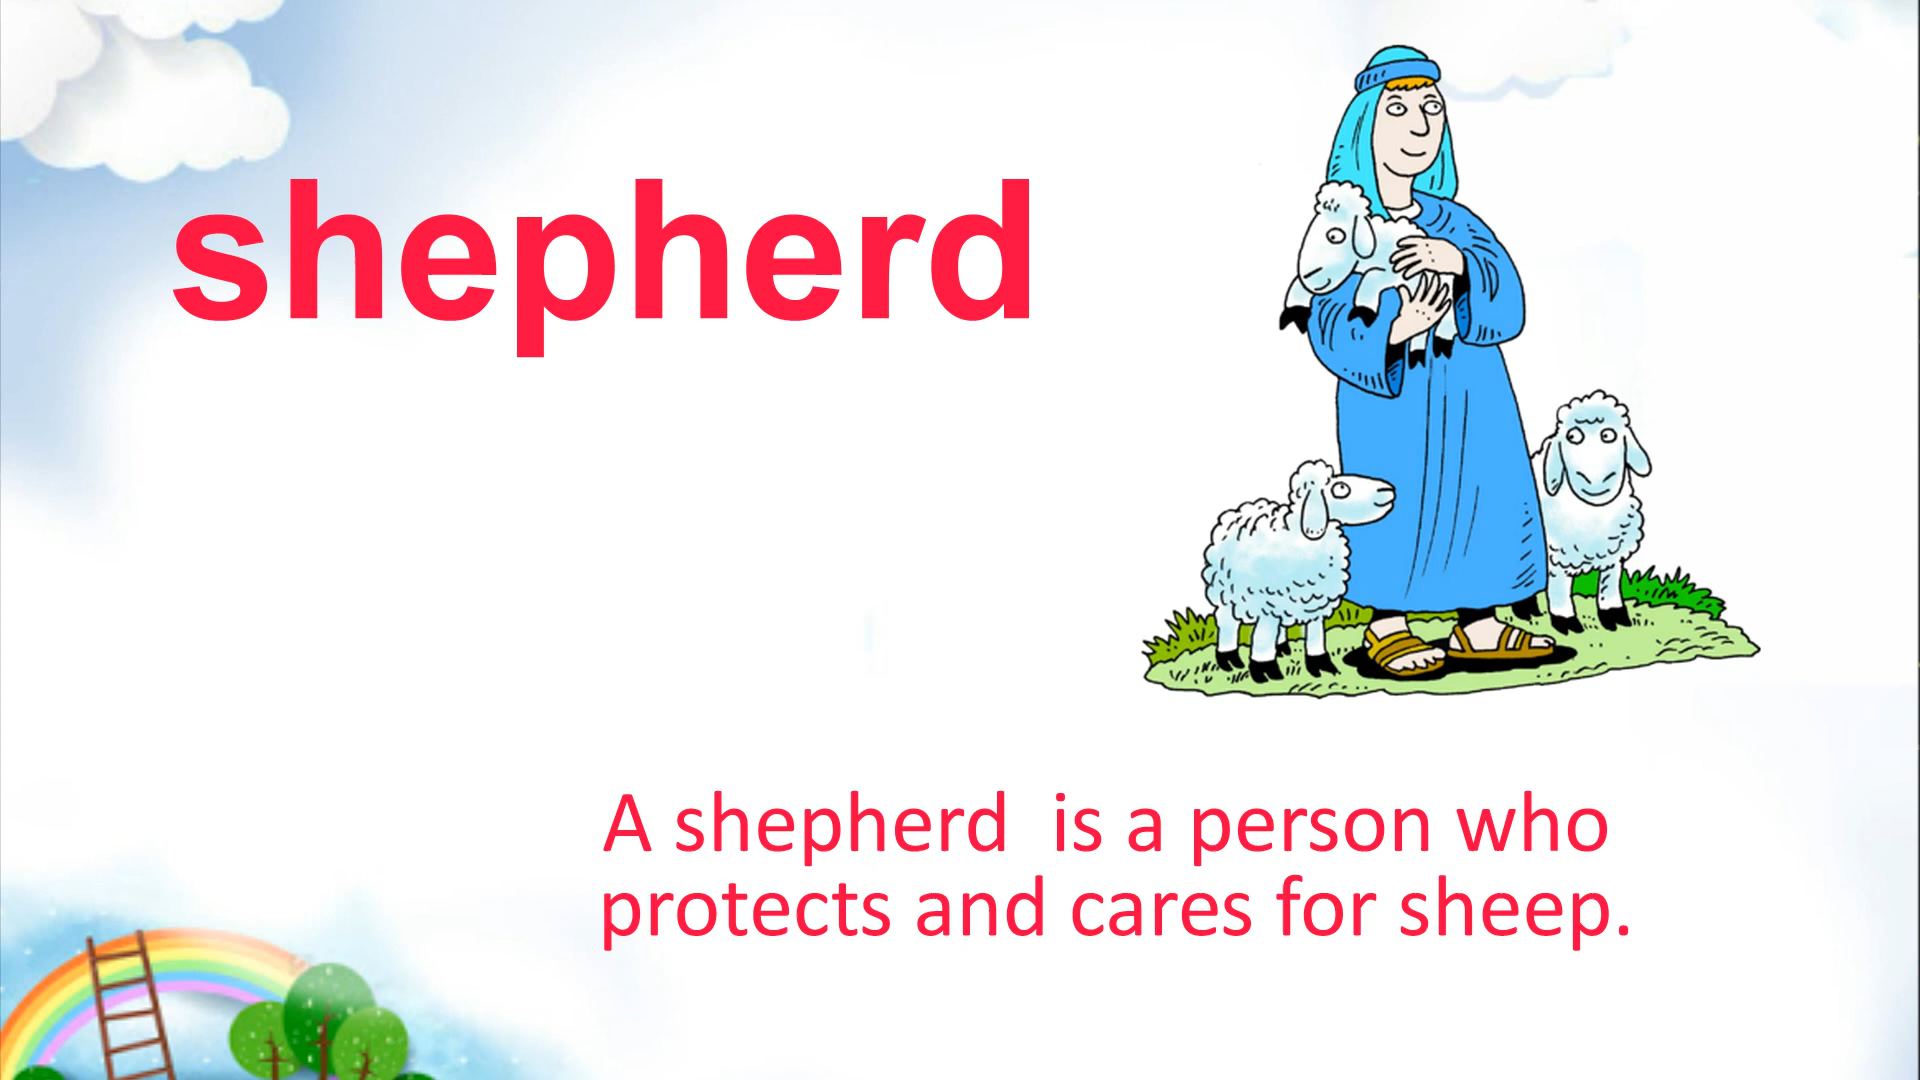 shepherd
A shepherd  is a person who
protects and cares for sheep.